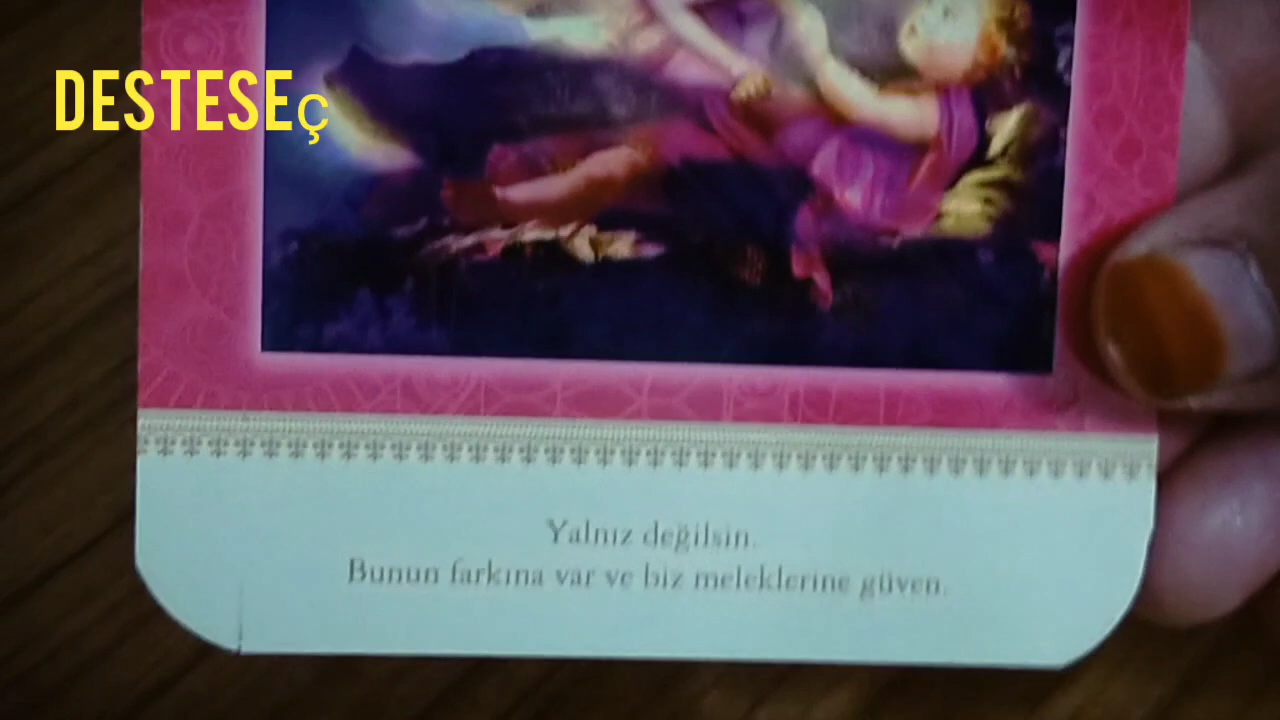 DESTESEÇ
Yalnız değilsin.
Bunun farkına var ve biz meleklerine güven.